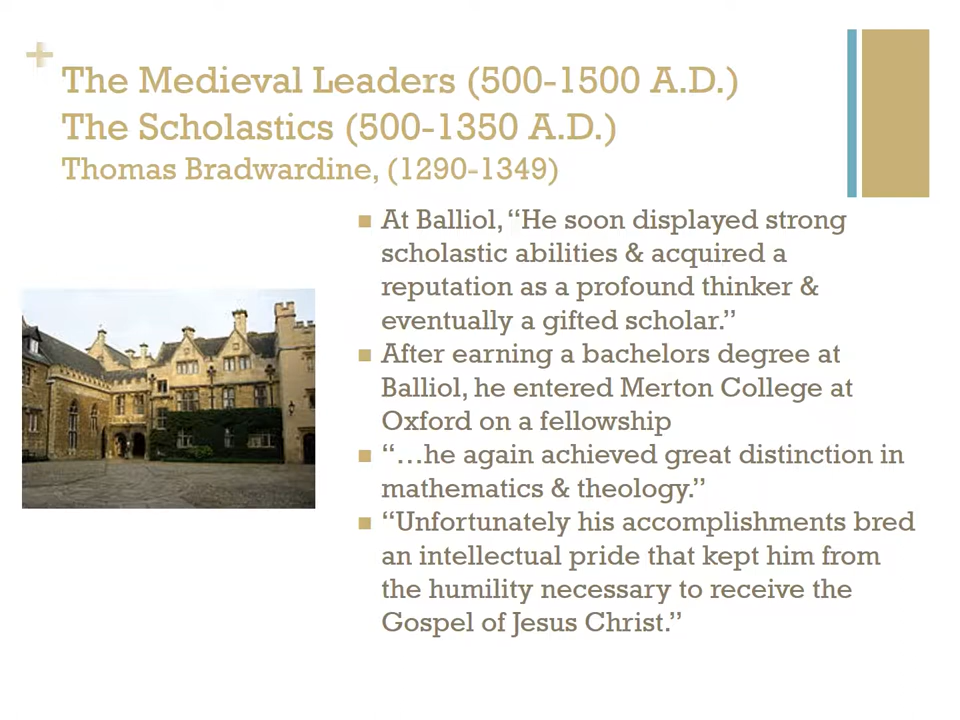 The Medieval Leaders (500-1500 A.D.)
The Scholastics (500-1350 A.D.)
Thomas Bradwardine, (1290-1349)
At Balliol, “He soon displayed strong
scholastic abilities & acquired a
reputation as a profound thinker &
eventually a gifted scholar.”
After earning a bachelors degree at
Balliol, he entered Merton College at
Oxford on a fellowship
“…he again achieved great distinction in
mathematics & theology.”
“Unfortunately his accomplishments bred
an intellectual pride that kept him from
the humility necessary to receive the
Gospel of Jesus Christ.”